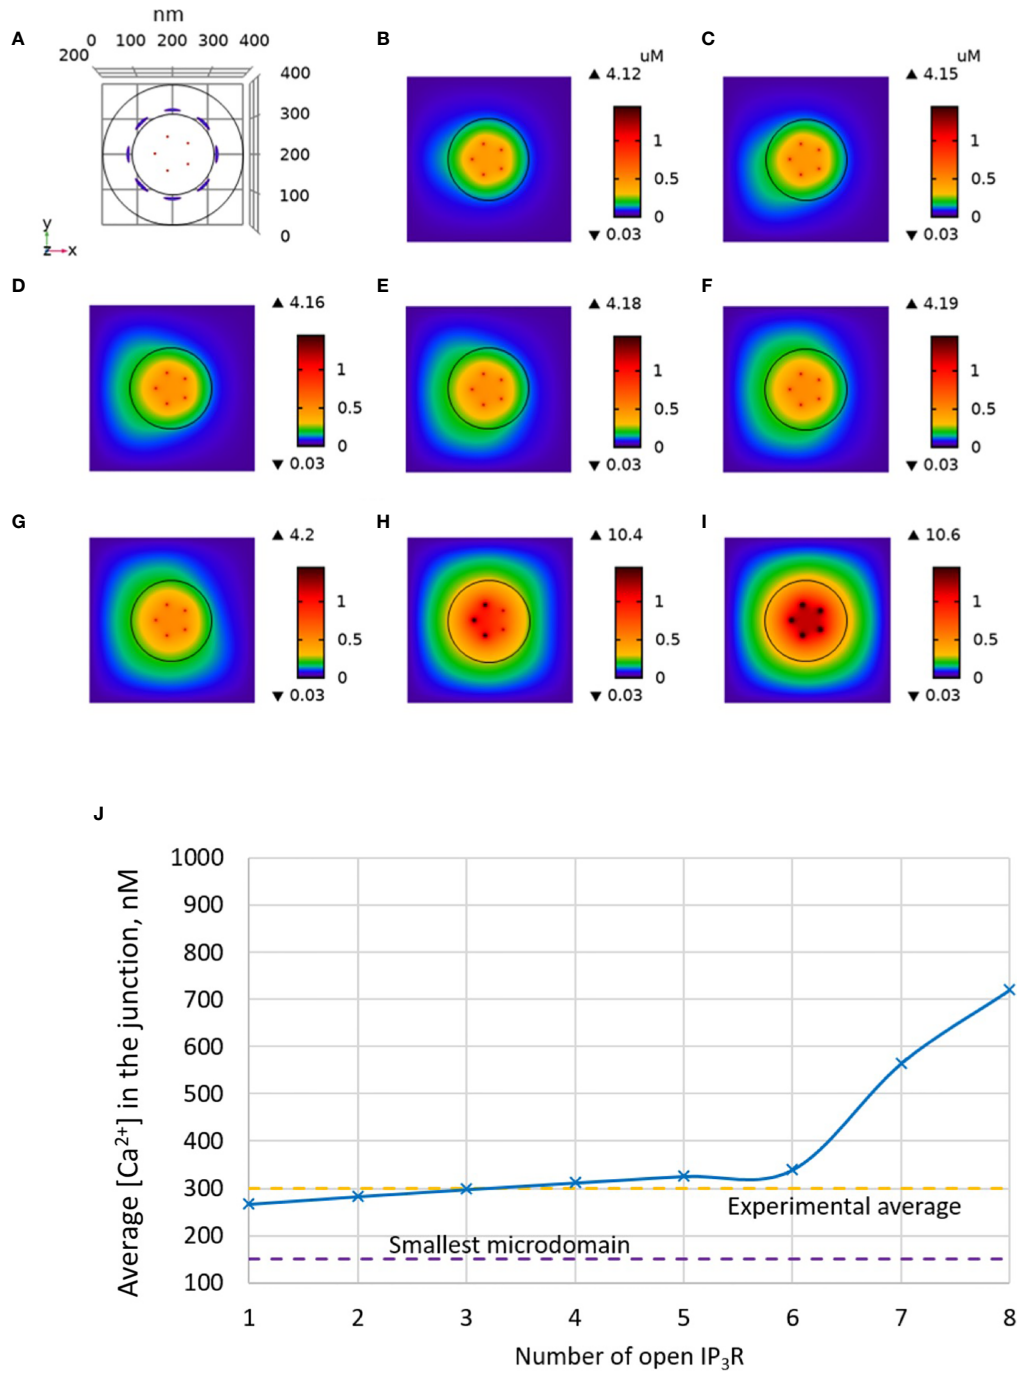 A
nm
0 100 200 300 400
200
400
300
200
100
0
y
z x
B
uM
▲ 4.12
1
0.5
0
▼ 0.03
C
uM
▲ 4.15
1
0.5
0
▼ 0.03
D
▲ 4.16
1
0.5
0
▼ 0.03
E
▲ 4.18
1
0.5
0
▼ 0.03
F
▲ 4.19
1
0.5
0
▼ 0.03
G
▲ 4.2
1
0.5
0
▼ 0.03
H
▲ 10.4
1
0.5
0
▼ 0.03
I
▲ 10.6
1
0.5
0
▼ 0.03
J
Average [Ca²⁺] in the junction, nM
1000
900
800
700
600
500
400
300
200
100
Experimental average
Smallest microdomain
1 2 3 4 5 6 7 8
Number of open IP₃R